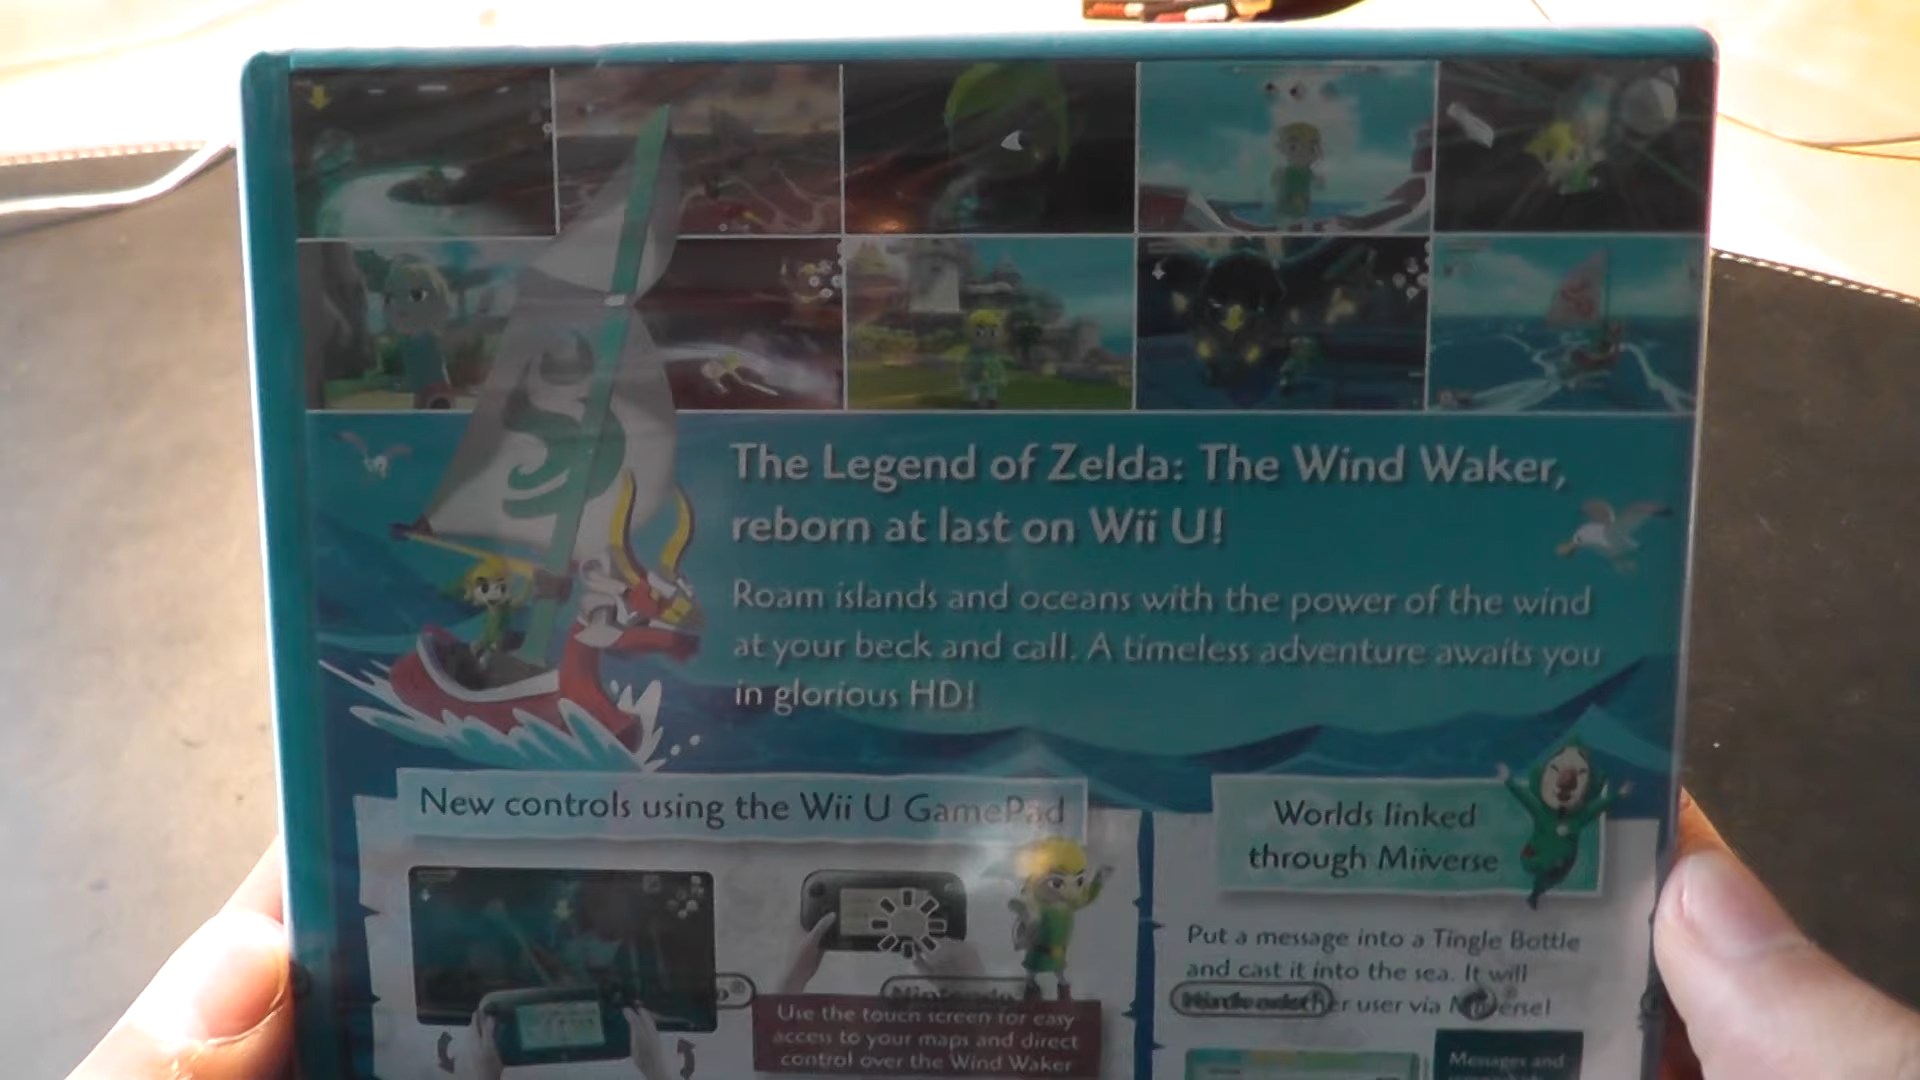 The Legend of Zelda: The Wind Waker,
reborn at last on Wii U!
Roam islands and oceans with the power of the wind
at your beck and call. A timeless adventure awaits you
in glorious HD!
New controls using the Wii U GamePad
Use the touch screen for easy
access to your maps and direct
control over the Wind Waker
Worlds linked
through Miiverse
Put a message into a Tingle Bottle
and cast it into the sea. It will
user via Miiverse!
Messages and
Nintendo